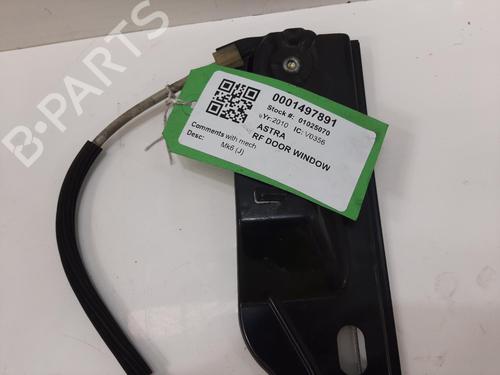 0001497891
Stock #: 01025070
Yr: 2010 IC: V0356
ASTRA
RF DOOR WINDOW
Comments with mech
Desc: Mk6 (J)
B-PARTS